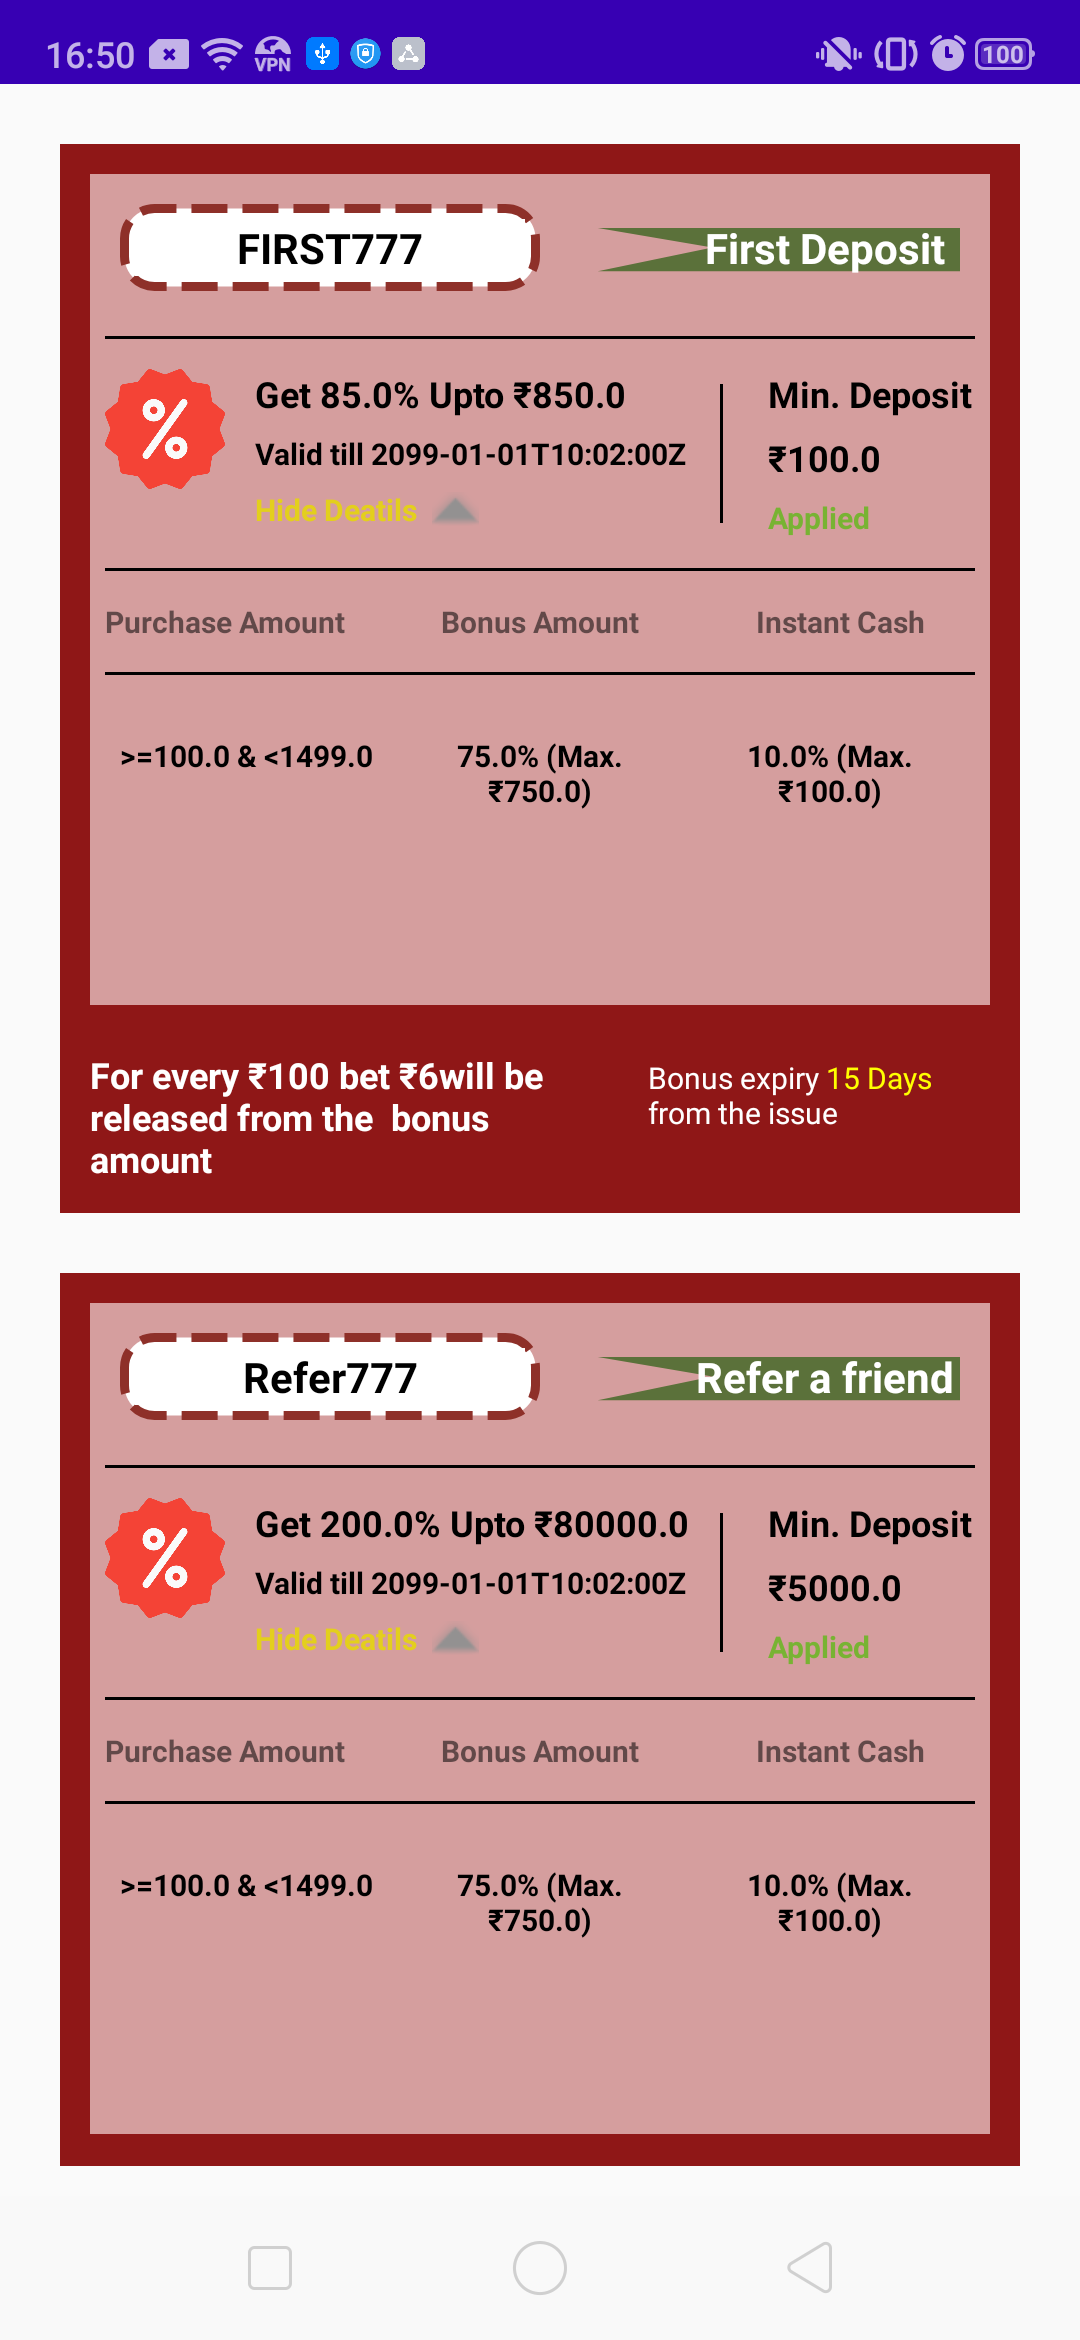 16:50 VPN 100
FIRST777 First Deposit
Get 85.0% Upto ₹850.0 Min. Deposit
Valid till 2099-01-01T10:02:00Z ₹100.0
Hide Deatils Applied
Purchase Amount Bonus Amount Instant Cash
>=100.0 & <1499.0 75.0% (Max. 10.0% (Max.
₹750.0) ₹100.0)
For every ₹100 bet ₹6will be Bonus expiry 15 Days
released from the  bonus from the issue
amount
Refer777 Refer a friend
Get 200.0% Upto ₹80000.0 Min. Deposit
Valid till 2099-01-01T10:02:00Z ₹5000.0
Hide Deatils Applied
Purchase Amount Bonus Amount Instant Cash
>=100.0 & <1499.0 75.0% (Max. 10.0% (Max.
₹750.0) ₹100.0)